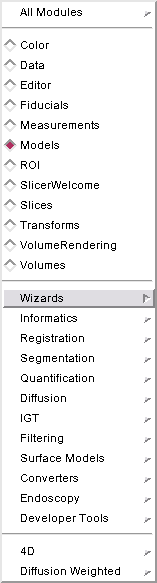 All Modules
Color
Data
Editor
Fiducials
Measurements
Models
ROI
SlicerWelcome
Slices
Transforms
VolumeRendering
Volumes
Wizards
Informatics
Registration
Segmentation
Quantification
Diffusion
IGT
Filtering
Surface Models
Converters
Endoscopy
Developer Tools
4D
Diffusion Weighted